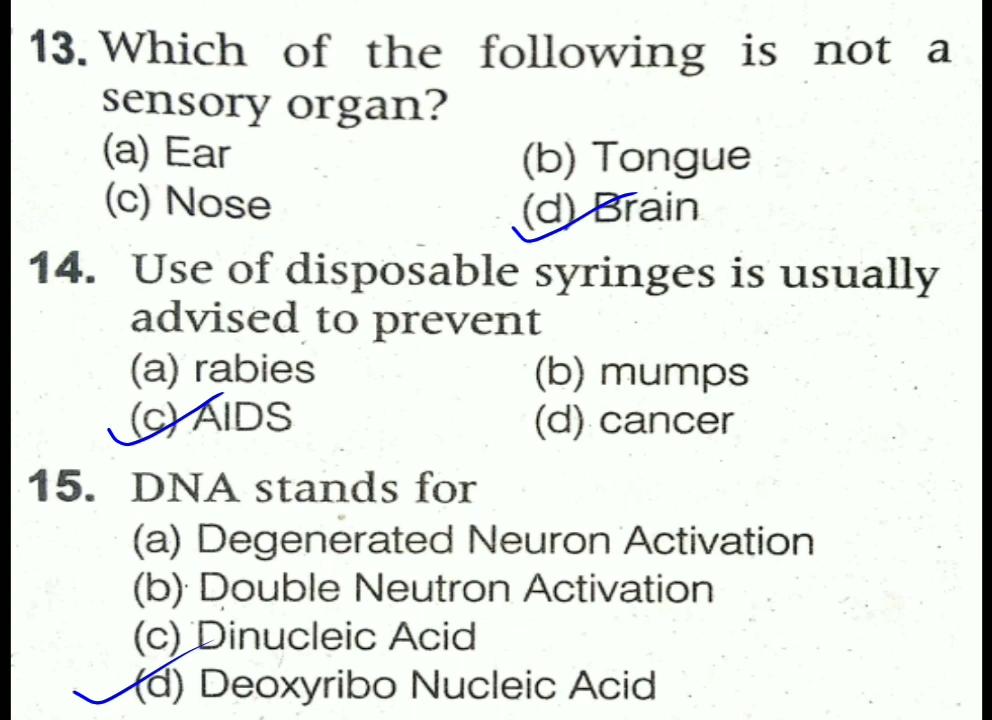 13. Which of the following is not a
sensory organ?
(a) Ear (b) Tongue
(c) Nose (d) Brain
14. Use of disposable syringes is usually
advised to prevent
(a) rabies (b) mumps
(c) AIDS (d) cancer
15. DNA stands for
(a) Degenerated Neuron Activation
(b) Double Neutron Activation
(c) Dinucleic Acid
(d) Deoxyribo Nucleic Acid